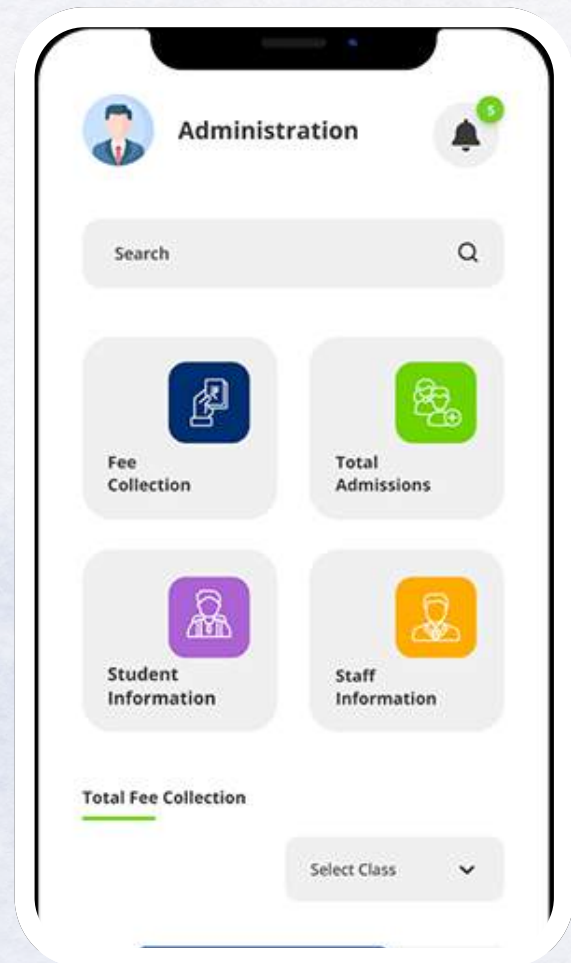 Administration
5
Search
Fee
Collection
Total
Admissions
Student
Information
Staff
Information
Total Fee Collection
Select Class